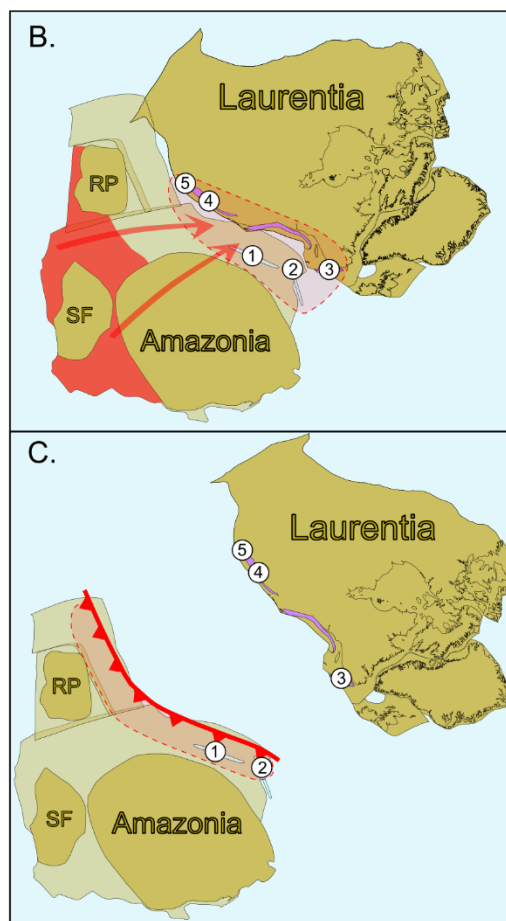 B.
Laurentia
RP
5
4
1
2
3
SF
Amazonia
C.
Laurentia
5
4
RP
3
1
2
SF
Amazonia